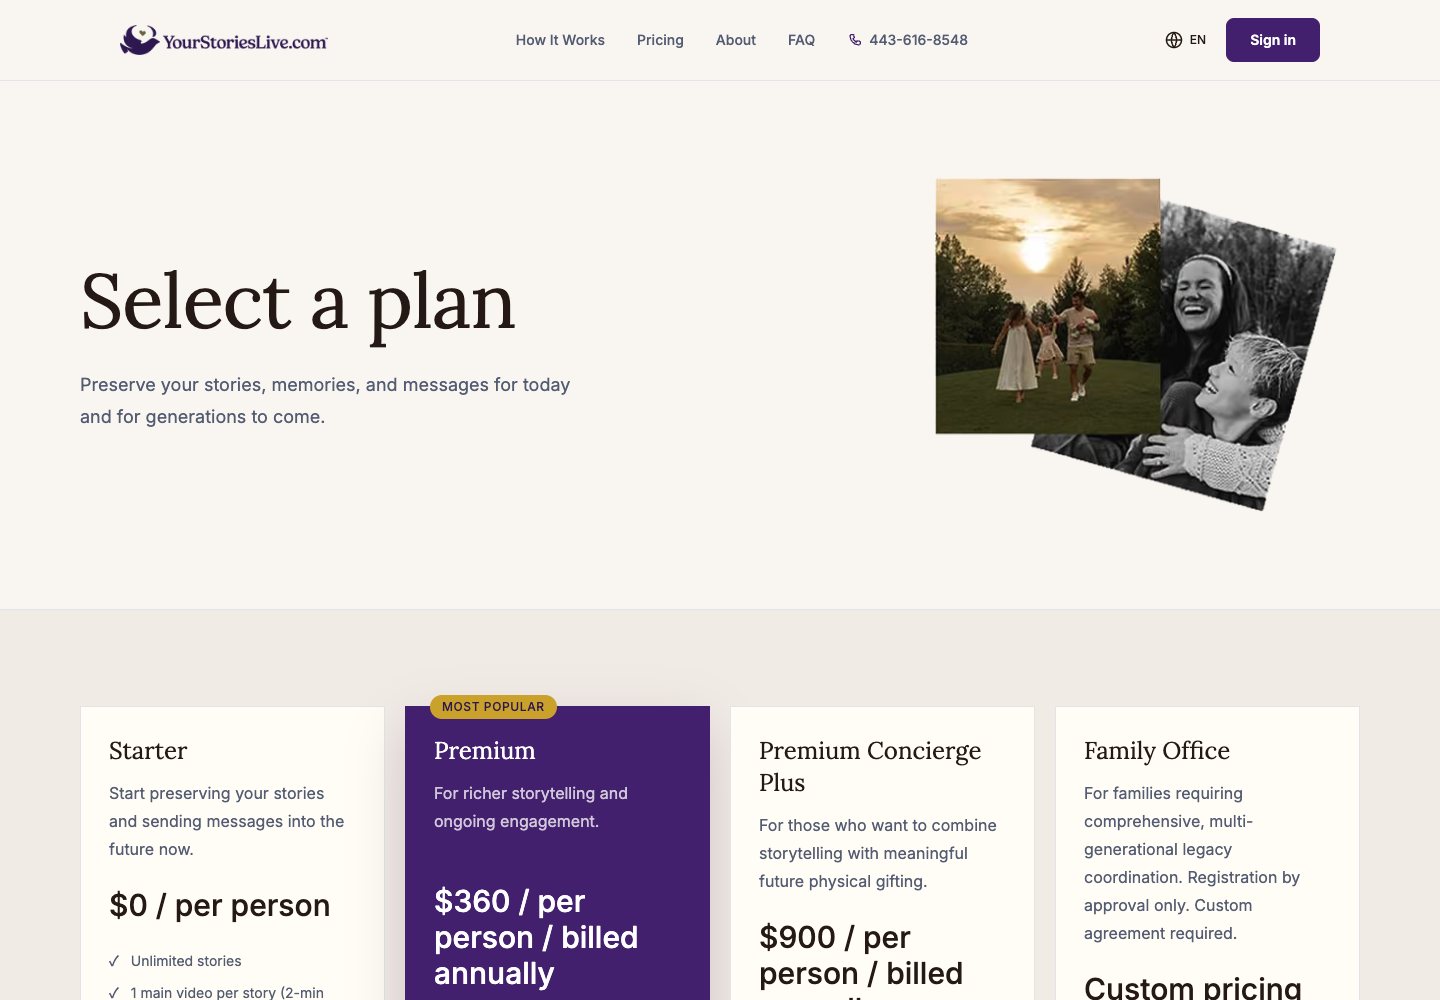 YourStoriesLive.com
How It Works
Pricing
About
FAQ
443-616-8548
EN
Sign in
Select a plan
Preserve your stories, memories, and messages for today
and for generations to come.
Starter
Start preserving your stories
and sending messages into the
future now.
$0 / per person
✓ Unlimited stories
✓ 1 main video per story (2-min
MOST POPULAR
Premium
For richer storytelling and
ongoing engagement.
$360 / per
person / billed
annually
Premium Concierge
Plus
For those who want to combine
storytelling with meaningful
future physical gifting.
$900 / per
person / billed
Family Office
For families requiring
comprehensive, multi-
generational legacy
coordination. Registration by
approval only. Custom
agreement required.
Custom pricing